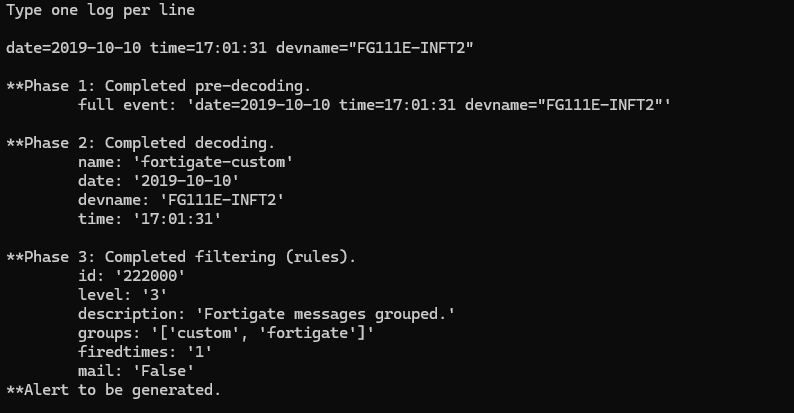 Type one log per line
date=2019-10-10 time=17:01:31 devname="FG111E-INFT2"
**Phase 1: Completed pre-decoding.
full event: 'date=2019-10-10 time=17:01:31 devname="FG111E-INFT2"'
**Phase 2: Completed decoding.
name: 'fortigate-custom'
date: '2019-10-10'
devname: 'FG111E-INFT2'
time: '17:01:31'
**Phase 3: Completed filtering (rules).
id: '222000'
level: '3'
description: 'Fortigate messages grouped.'
groups: '['custom', 'fortigate']'
firedtimes: '1'
mail: 'False'
**Alert to be generated.